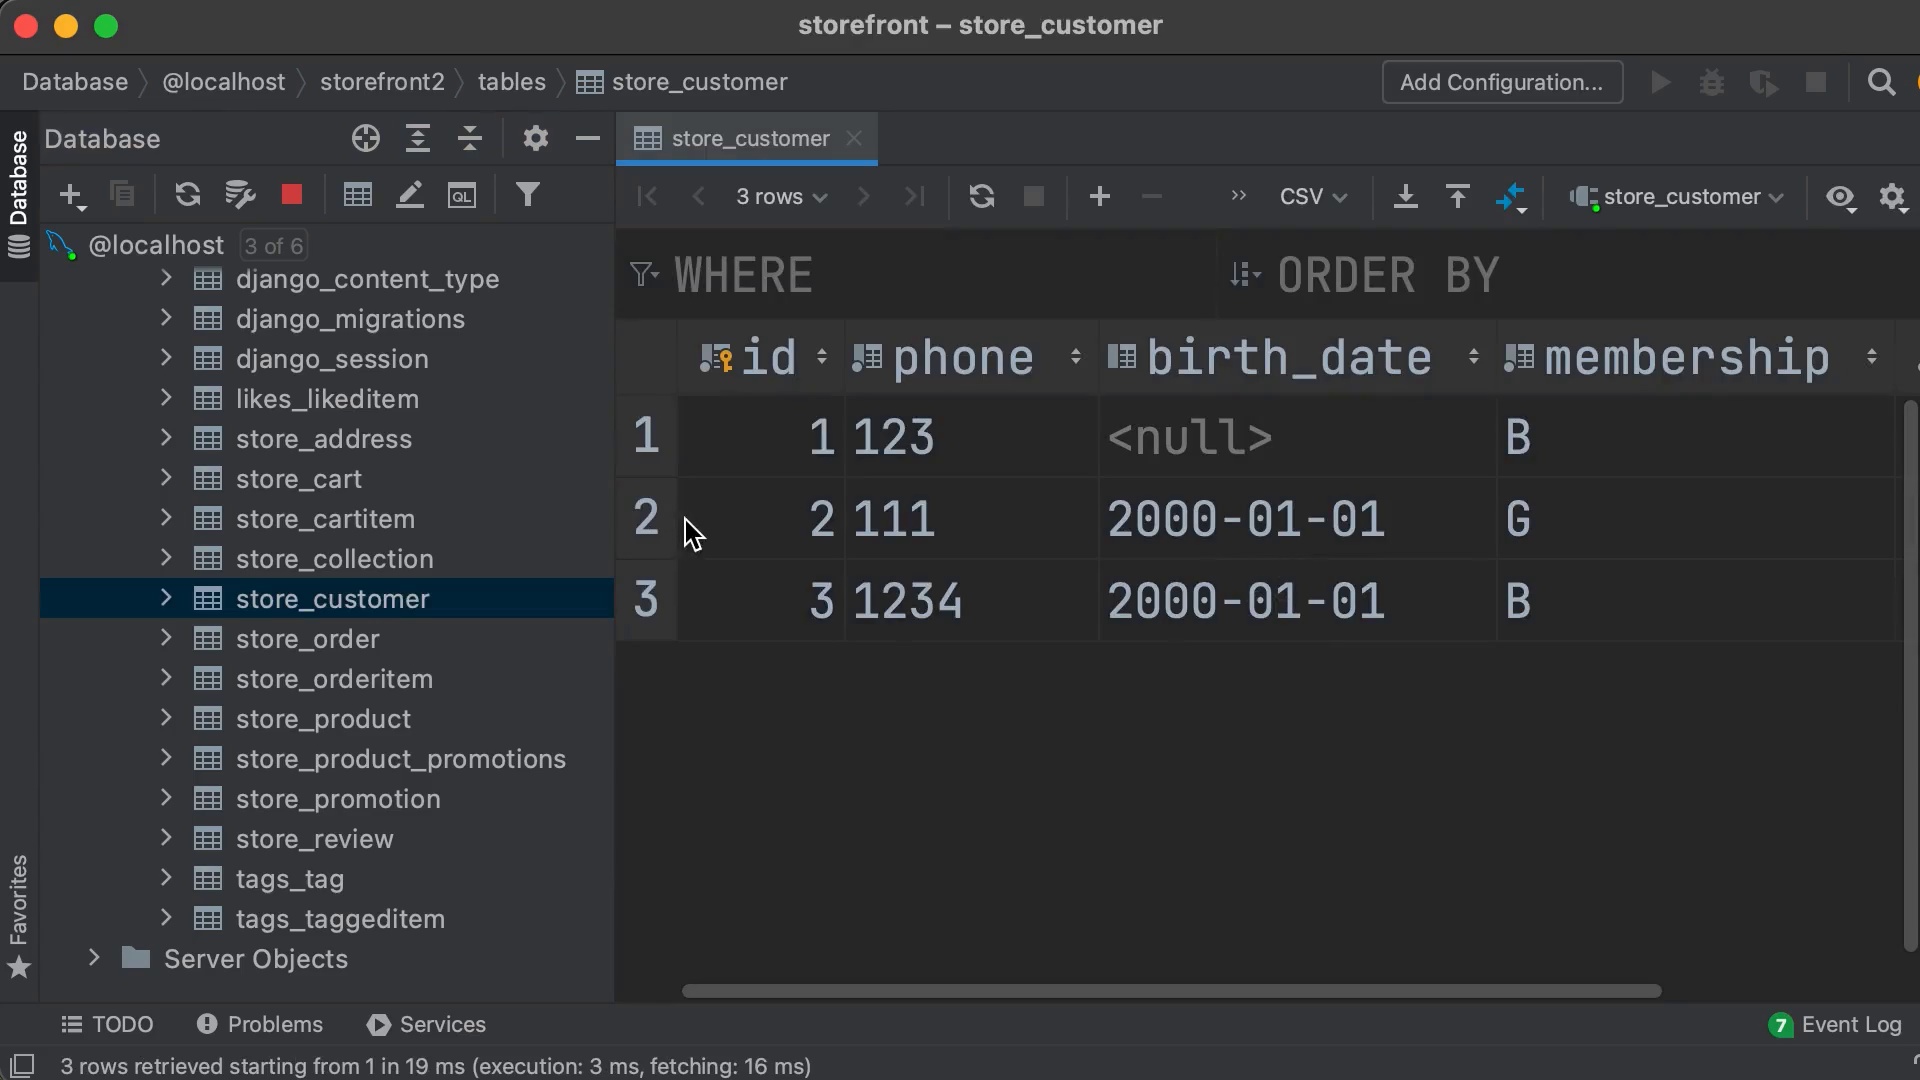 storefront – store_customer
Database @localhost storefront2 tables store_customer
Add Configuration...
Database
Database
store_customer
3 rows
CSV
store_customer
@localhost 3 of 6
WHERE
ORDER BY
django_content_type
django_migrations
django_session
likes_likeditem
store_address
store_cart
store_cartitem
store_collection
store_customer
store_order
store_orderitem
store_product
store_product_promotions
store_promotion
store_review
tags_tag
tags_taggeditem
Server Objects
Favorites
id phone birth_date membership
1 1 123 <null> B
2 2 111 2000-01-01 G
3 3 1234 2000-01-01 B
TODO Problems Services
7 Event Log
3 rows retrieved starting from 1 in 19 ms (execution: 3 ms, fetching: 16 ms)